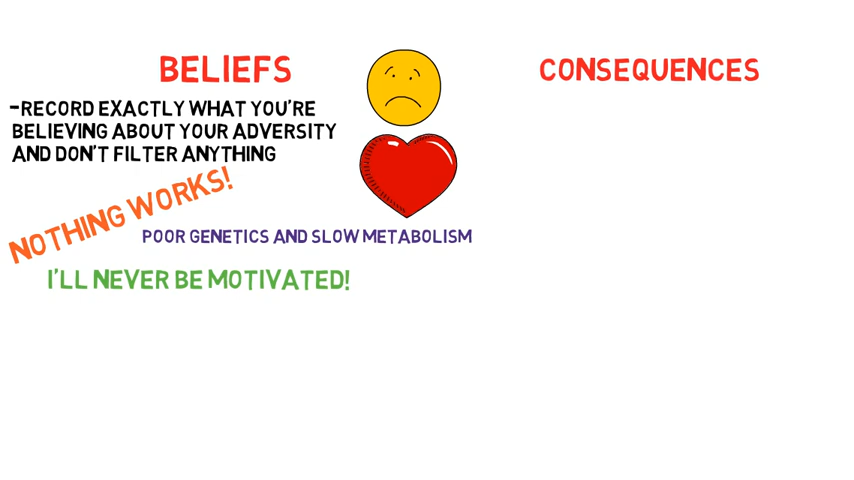 BELIEFS
-RECORD EXACTLY WHAT YOU'RE
BELIEVING ABOUT YOUR ADVERSITY
AND DON'T FILTER ANYTHING
NOTHING WORKS!
POOR GENETICS AND SLOW METABOLISM
I'LL NEVER BE MOTIVATED!
CONSEQUENCES